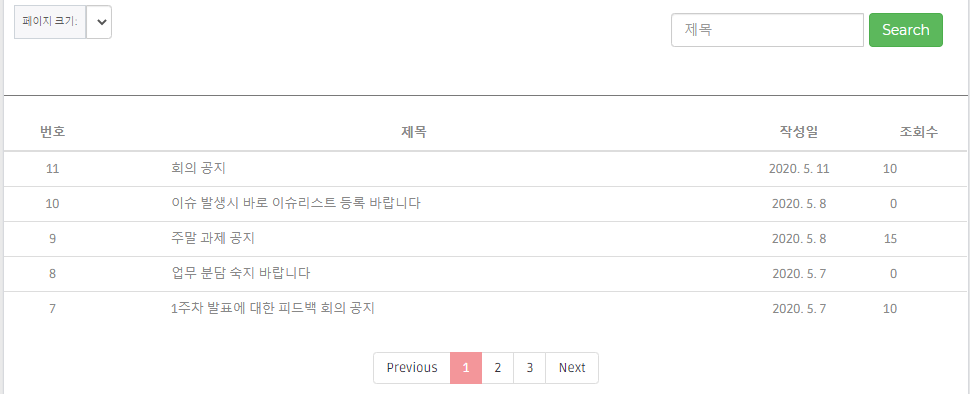 페이지 크기:
제목 Search
번호 제목 작성일 조회수
11 회의 공지 2020. 5. 11 10
10 이슈 발생시 바로 이슈리스트 등록 바랍니다 2020. 5. 8 0
9 주말 과제 공지 2020. 5. 8 15
8 업무 분담 숙지 바랍니다 2020. 5. 7 0
7 1주차 발표에 대한 피드백 회의 공지 2020. 5. 7 10
Previous 1 2 3 Next